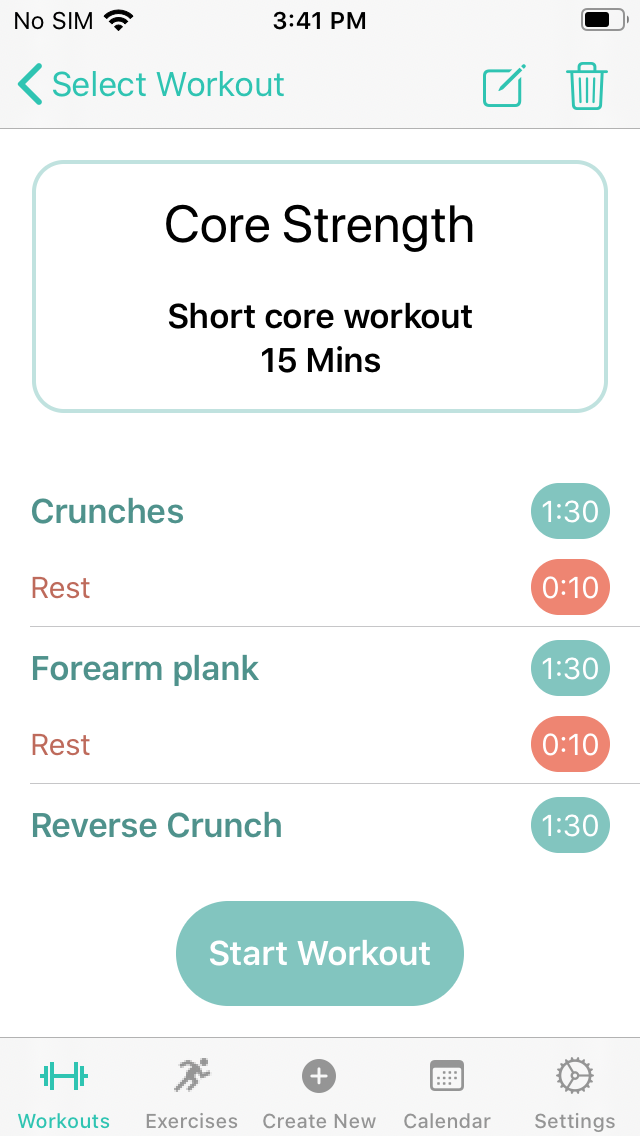 No SIM 3:41 PM
Select Workout
Core Strength
Short core workout
15 Mins
Crunches 1:30
Rest 0:10
Forearm plank 1:30
Rest 0:10
Reverse Crunch 1:30
Start Workout
Workouts Exercises Create New Calendar Settings